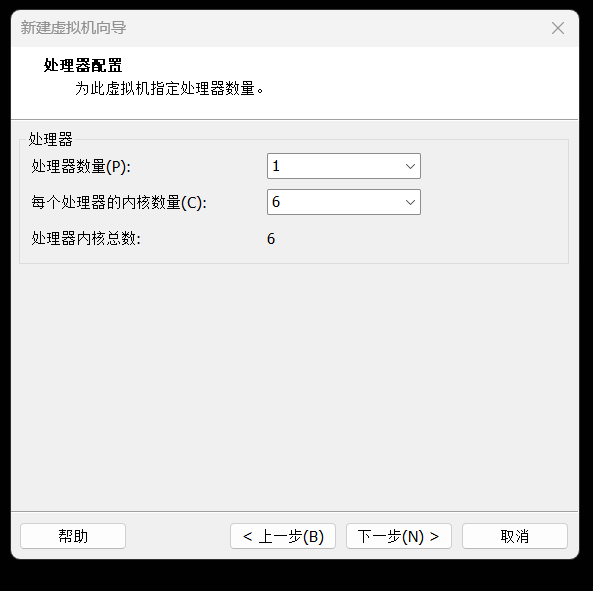 新建虚拟机向导
处理器配置
为此虚拟机指定处理器数量。
处理器
处理器数量(P): 1
每个处理器的内核数量(C): 6
处理器内核总数: 6
帮助 < 上一步(B) 下一步(N) > 取消